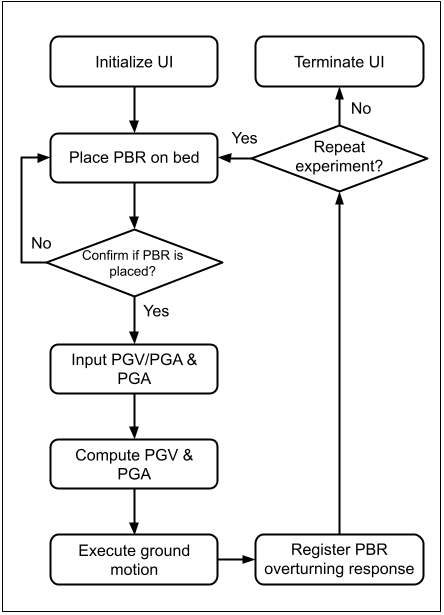 Initialize UI
Terminate UI
No
Yes
Repeat
experiment?
Place PBR on bed
No
Confirm if PBR is
placed?
Yes
Input PGV/PGA &
PGA
Compute PGV &
PGA
Execute ground
motion
Register PBR
overturning response